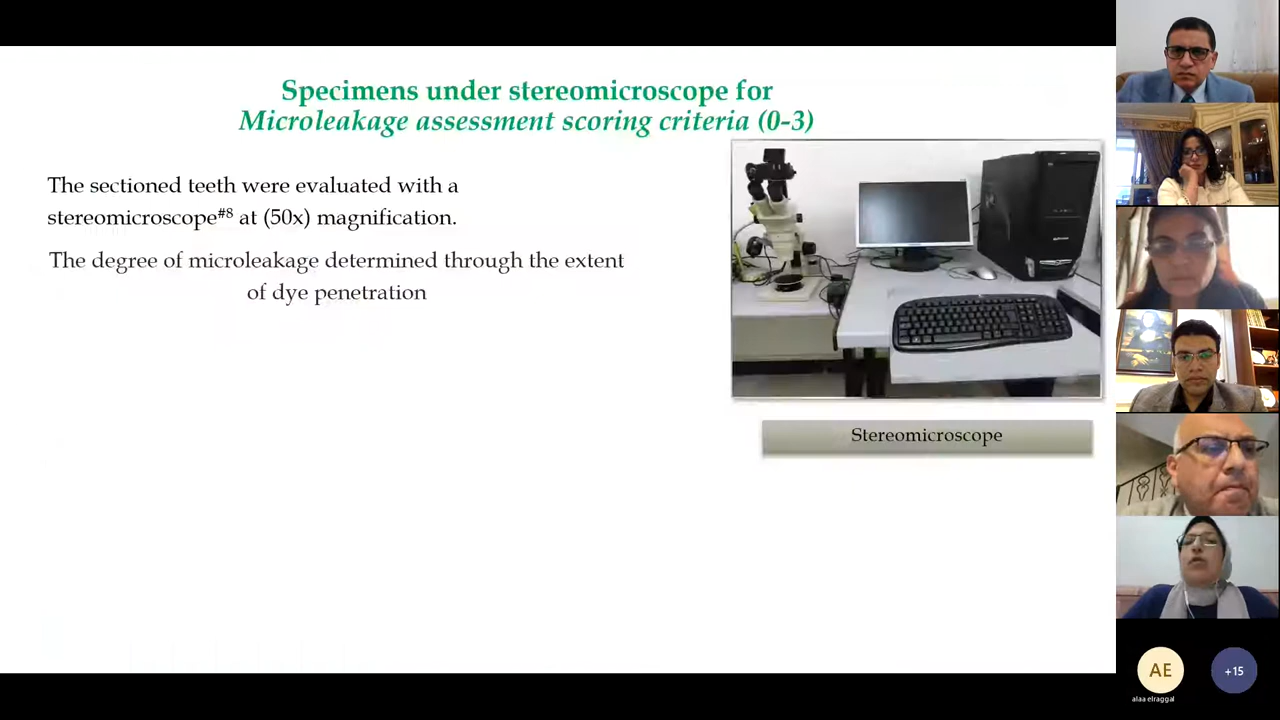 Specimens under stereomicroscope for
Microleakage assessment scoring criteria (0-3)
The sectioned teeth were evaluated with a
stereomicroscope#8 at (50x) magnification.
The degree of microleakage determined through the extent
of dye penetration
Stereomicroscope
AE
+15
alaa elraggal